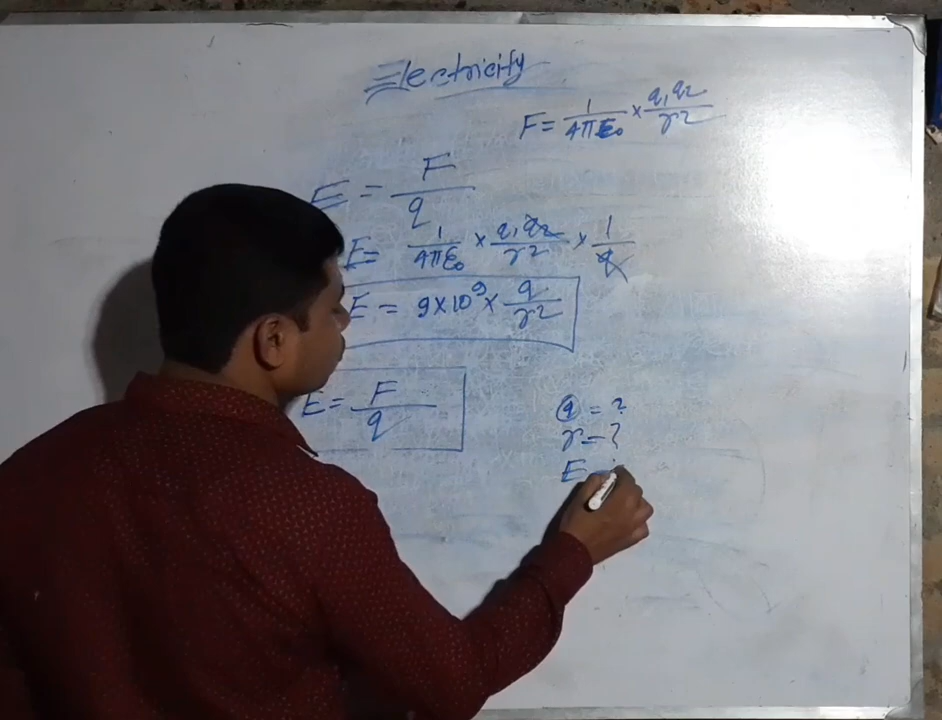 Electricity
F = 1/4πε₀ × q₁q₂/r²
E = F/q
E = 1/4πε₀ × q₁q₂/r² × 1/q
E = 9×10⁹ × q/r²
E = F/q
q = ?
r = ?
E =